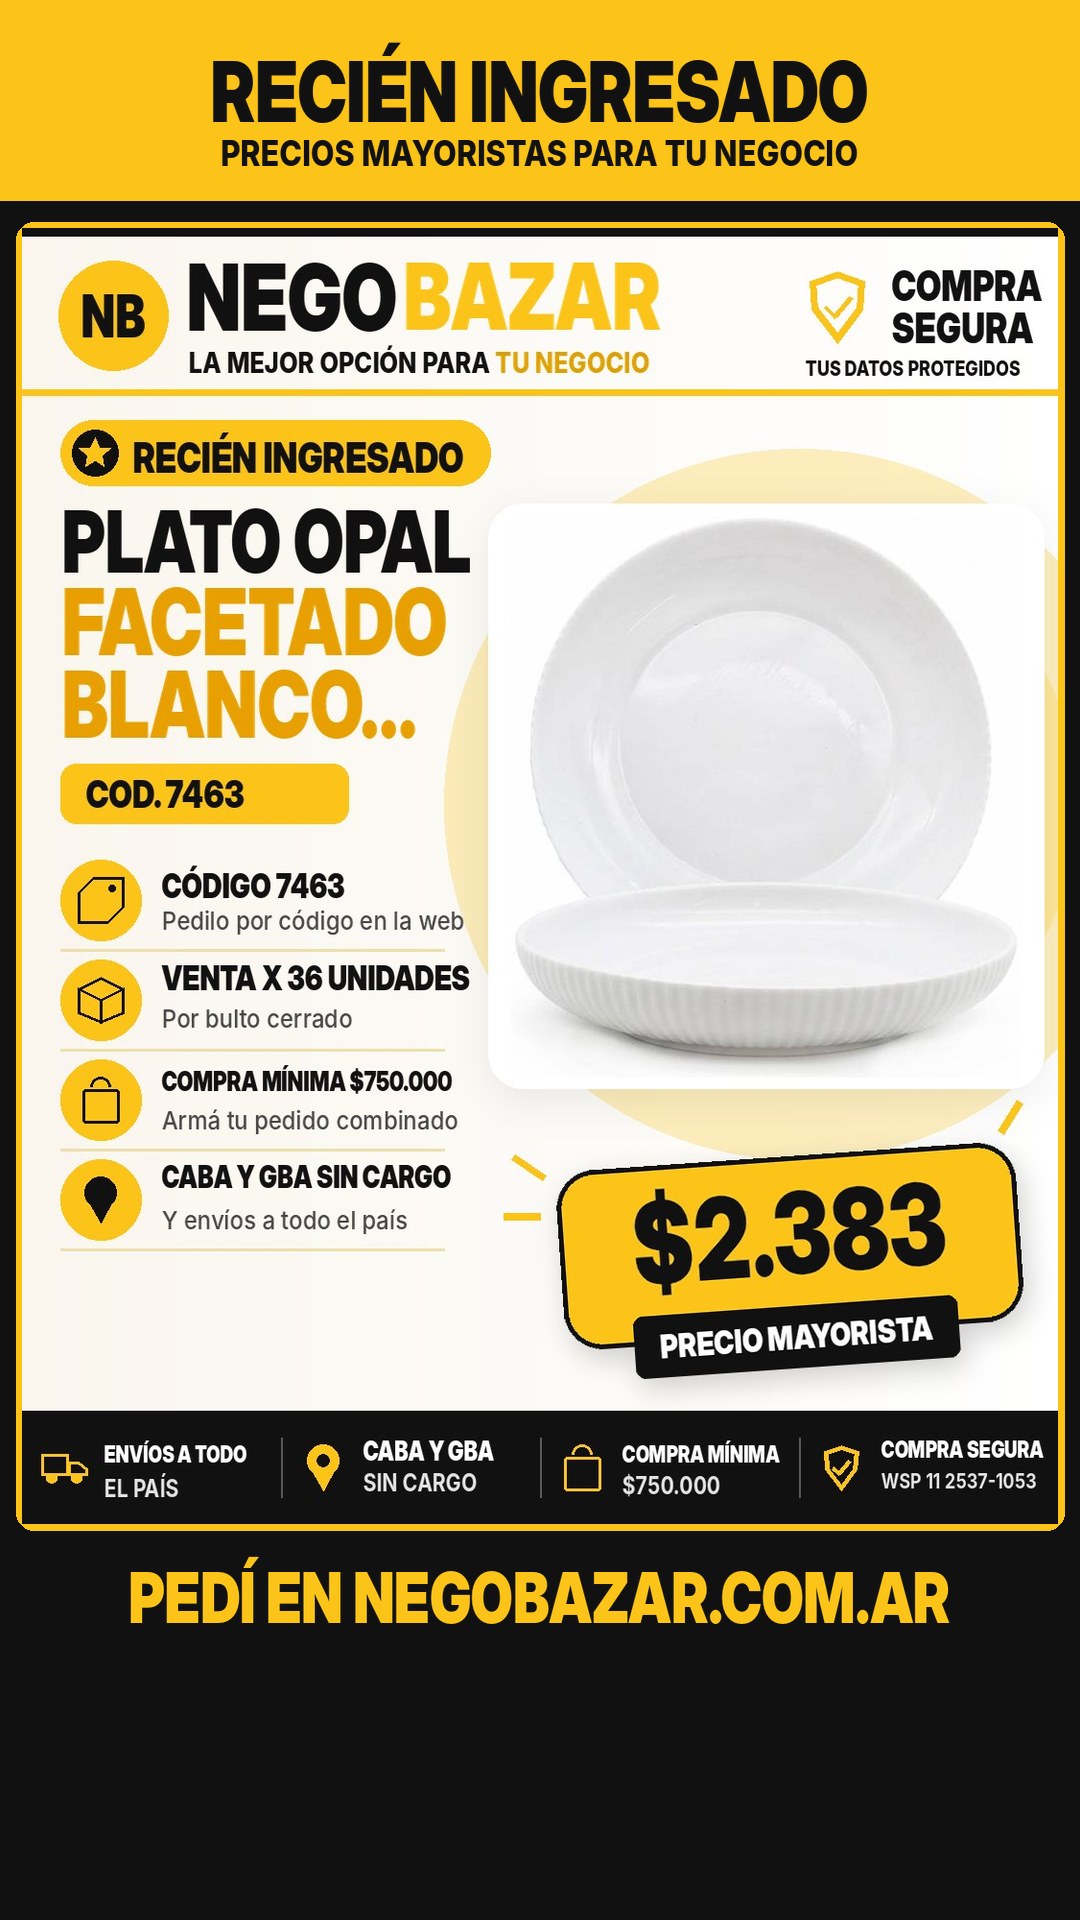 RECIÉN INGRESADO
PRECIOS MAYORISTAS PARA TU NEGOCIO
NB
NEGOBAZAR
LA MEJOR OPCIÓN PARA TU NEGOCIO
COMPRA
SEGURA
TUS DATOS PROTEGIDOS
RECIÉN INGRESADO
PLATO OPAL
FACETADO
BLANCO...
COD. 7463
CÓDIGO 7463
Pedilo por código en la web
VENTA X 36 UNIDADES
Por bulto cerrado
COMPRA MÍNIMA $750.000
Armá tu pedido combinado
CABA Y GBA SIN CARGO
Y envíos a todo el país
$2.383
PRECIO MAYORISTA
ENVÍOS A TODO
EL PAÍS
CABA Y GBA
SIN CARGO
COMPRA MÍNIMA
$750.000
COMPRA SEGURA
WSP 11 2537-1053
PEDÍ EN NEGOBAZAR.COM.AR